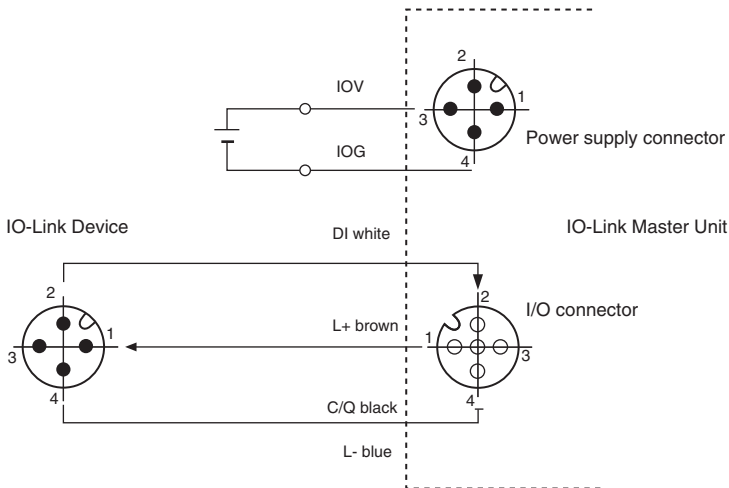 2
IOV
1
3
Power supply connector
IOG
4
IO-Link Device
IO-Link Master Unit
DI white
2
2
I/O connector
L+ brown
1
1
3
3
4
4
C/Q black
L- blue